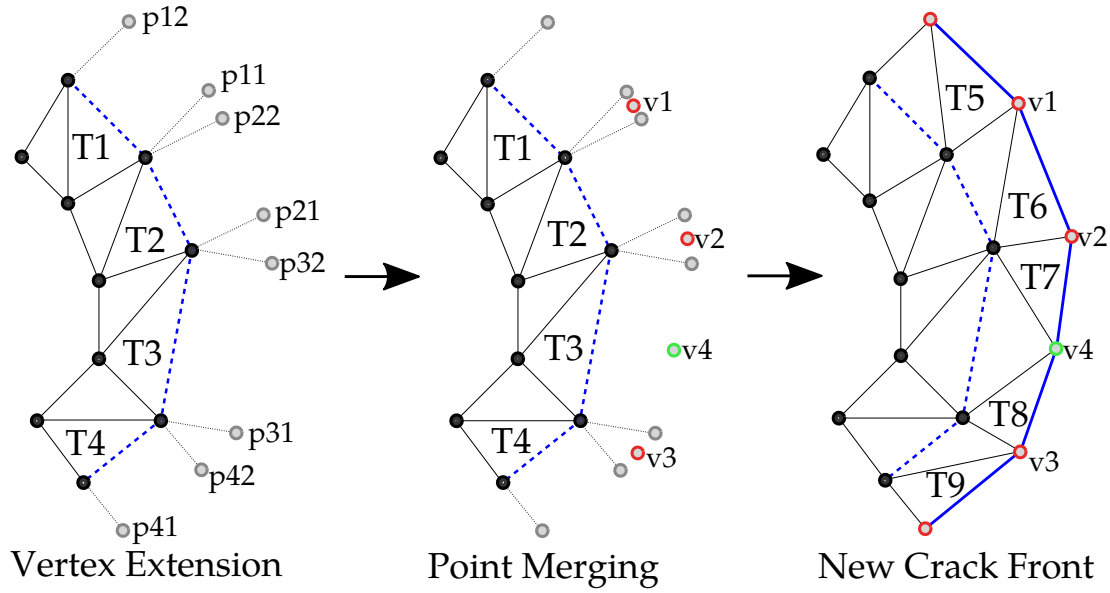 p12
p11
p22
T1
p21
T2
p32
T3
p31
T4
p42
p41
Vertex Extension
v1
T1
T2
v2
T3
v4
T4
v3
Point Merging
T5
v1
T6
v2
T7
v4
T8
v3
T9
New Crack Front